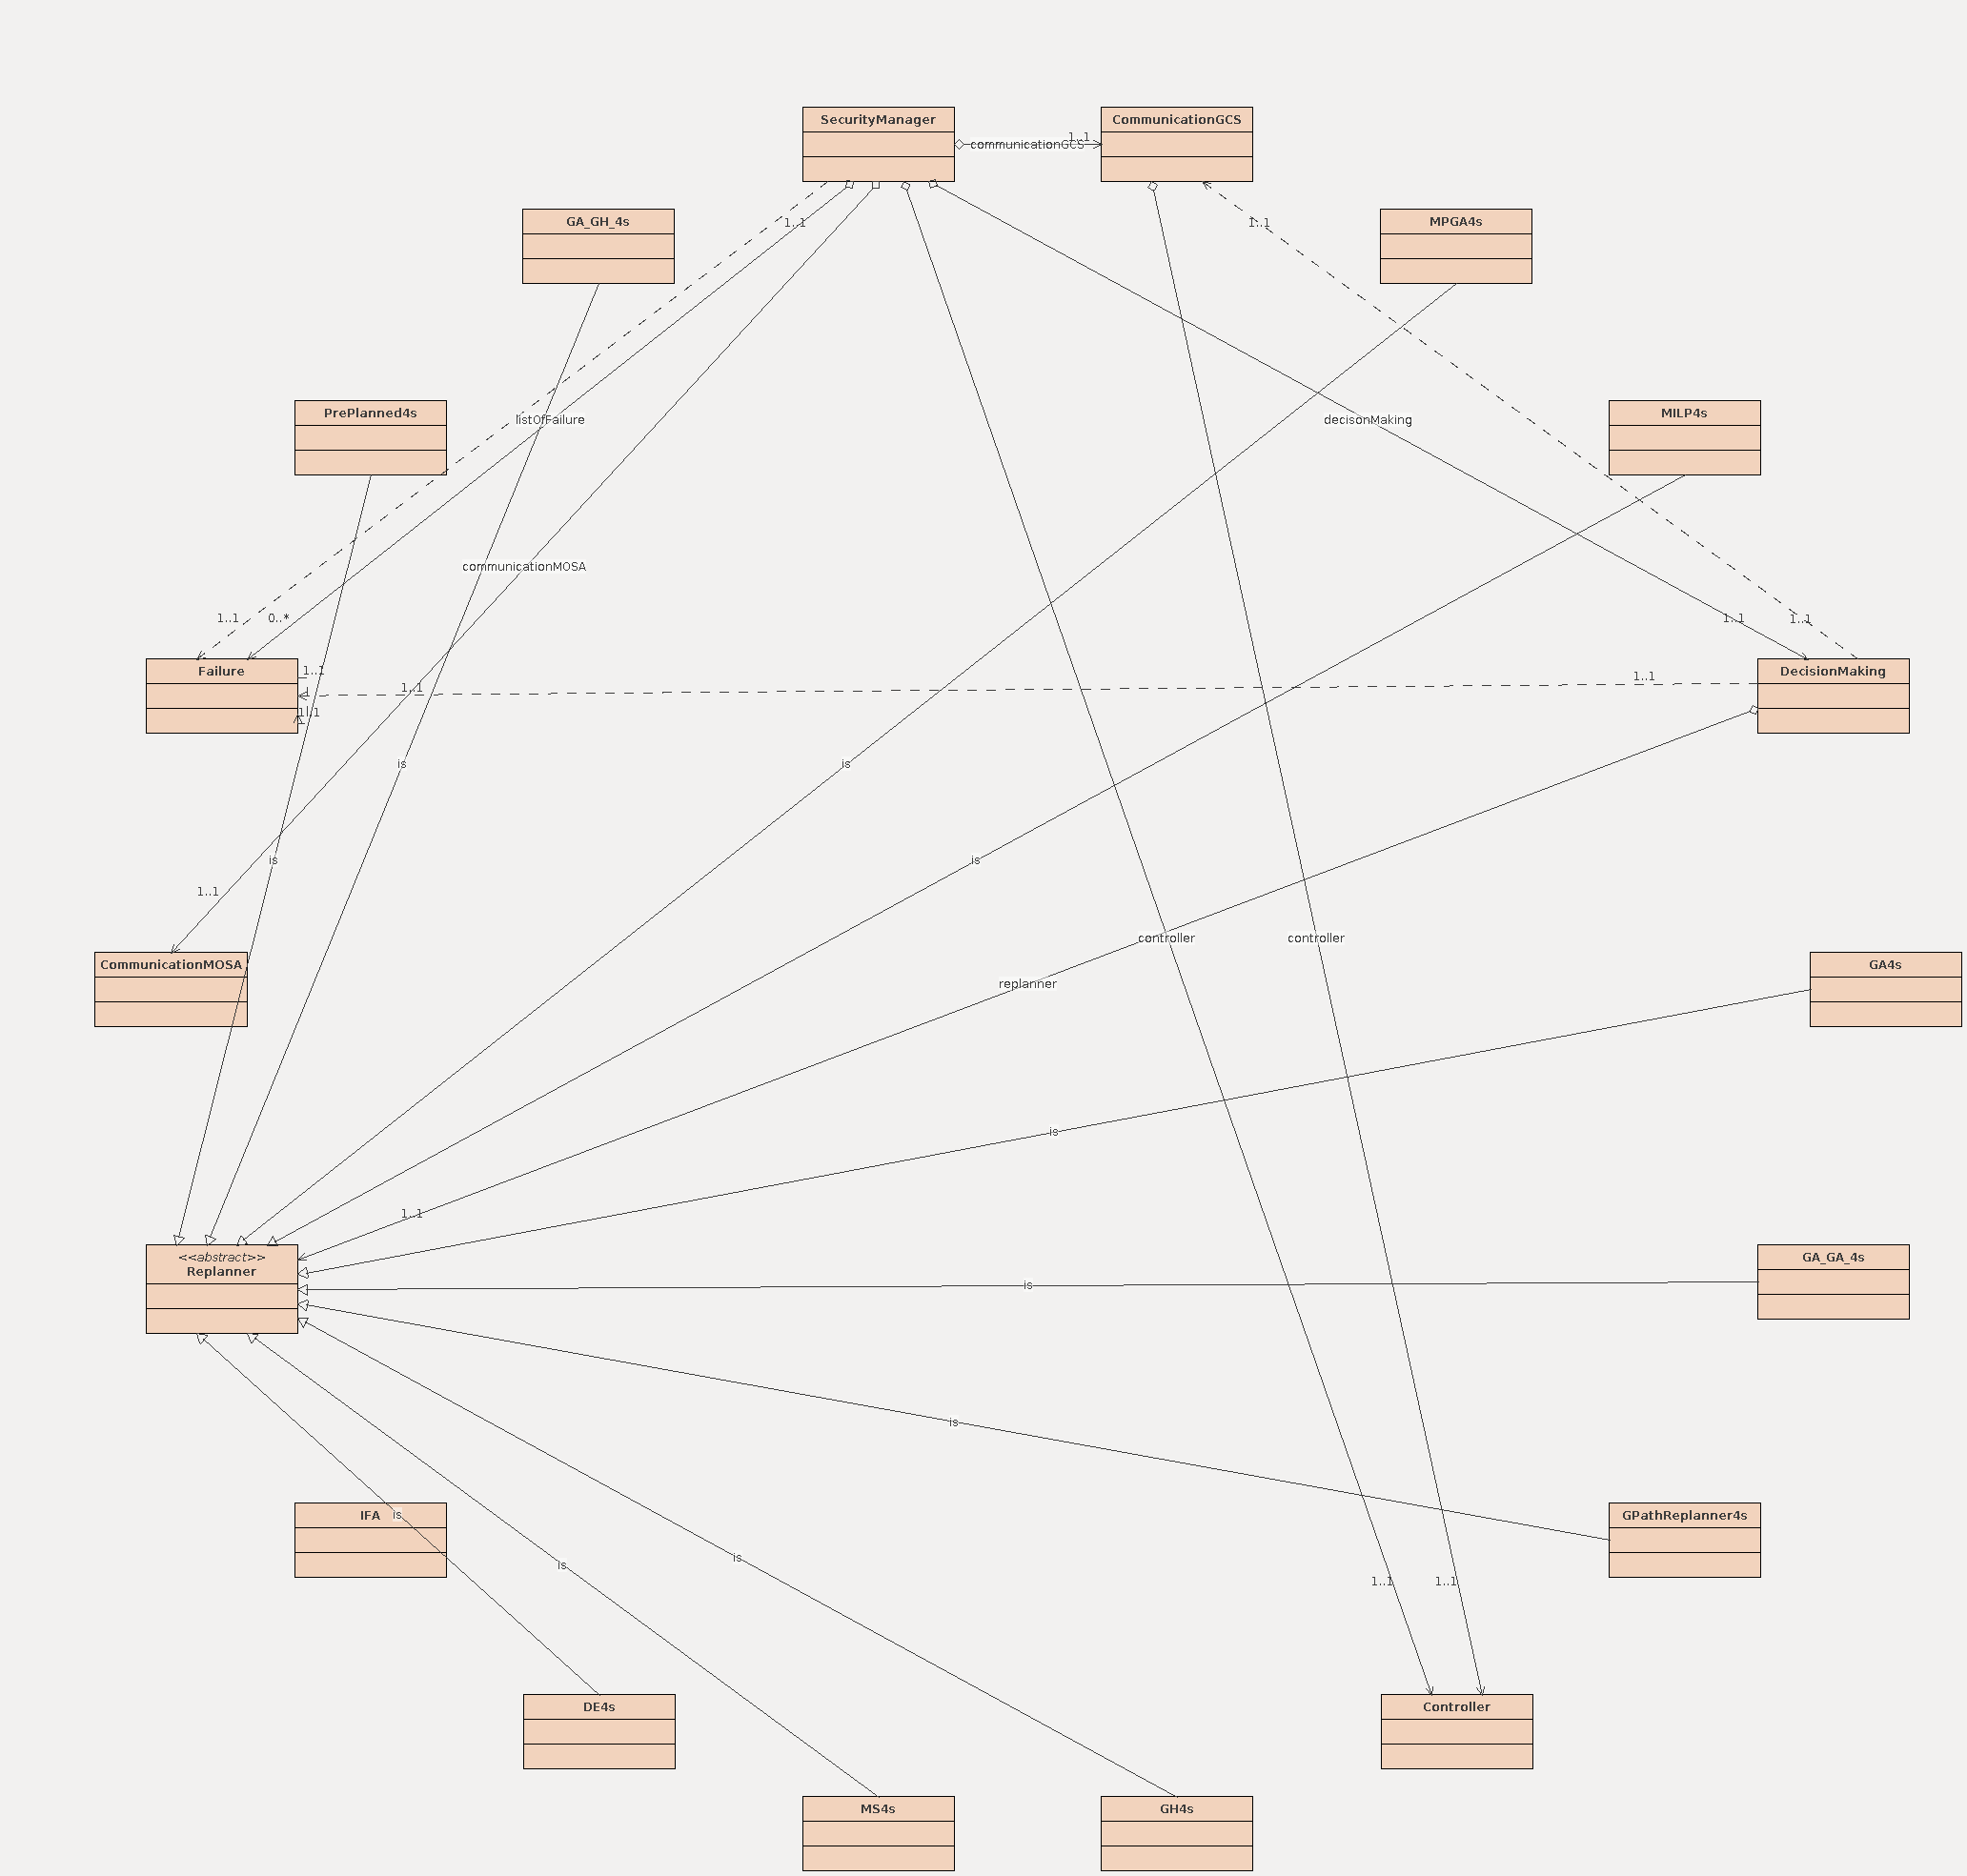 SecurityManager
CommunicationGCS
1..1
communicationGCS
GA_GH_4s
1..1
1..1
MPGA4s
PrePlanned4s
listOfFailure
decisonMaking
MILP4s
communicationMOSA
1..1
0..*
1..1
1..1
Failure
1..1
1..1
1..1
DecisionMaking
1..1
is
is
is
is
1..1
controller
controller
CommunicationMOSA
GA4s
replanner
is
1..1
<<abstract>>
Replanner
GA_GA_4s
is
is
IFA
is
GPathReplanner4s
is
is
1..1
1..1
DE4s
Controller
MS4s
GH4s